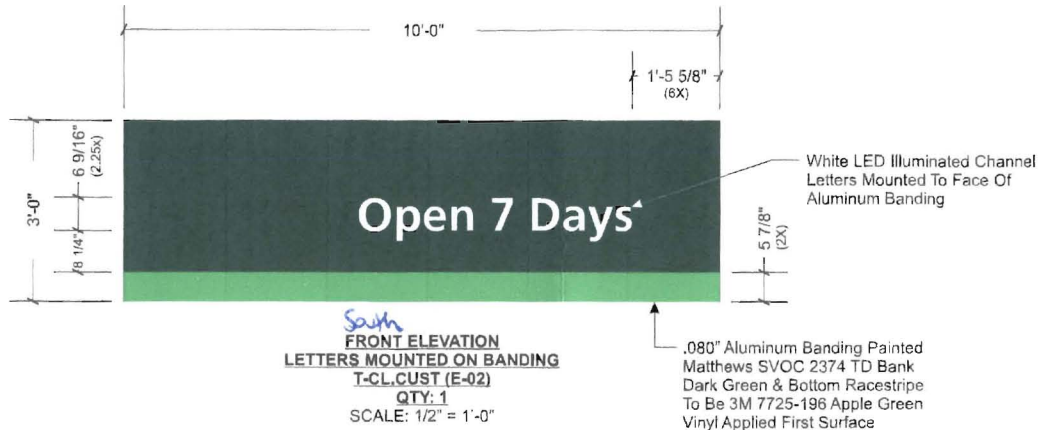 10'-0"
1'-5 5/8"
(6X)
6 9/16"
(2.25x)
3'-0"
8 1/4"
Open 7 Days
White LED Illuminated Channel
Letters Mounted To Face Of
Aluminum Banding
5 7/8"
(2X)
South
FRONT ELEVATION
LETTERS MOUNTED ON BANDING
T-CL.CUST (E-02)
QTY: 1
SCALE: 1/2" = 1'-0"
.080" Aluminum Banding Painted
Matthews SVOC 2374 TD Bank
Dark Green & Bottom Racestripe
To Be 3M 7725-196 Apple Green
Vinyl Applied First Surface